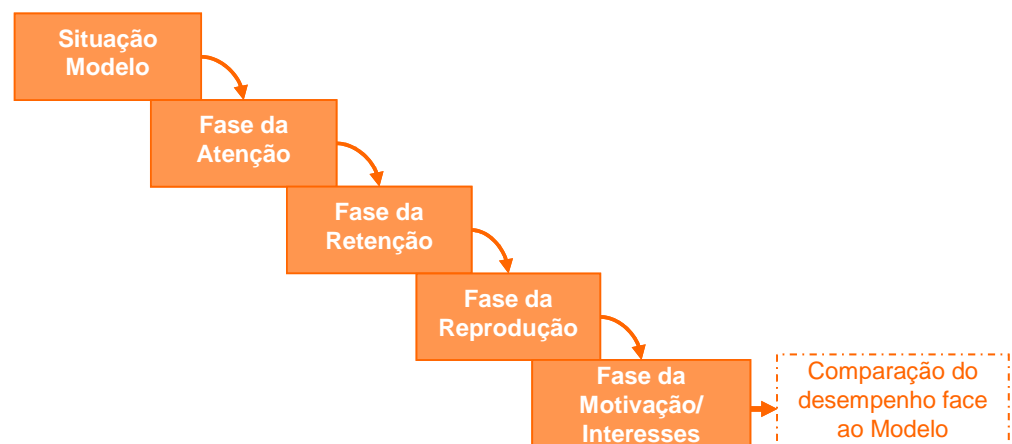 Situação
Modelo
Fase da
Atenção
Fase da
Retenção
Fase da
Reprodução
Fase da
Motivação/
Interesses
Comparação do
desempenho face
ao Modelo